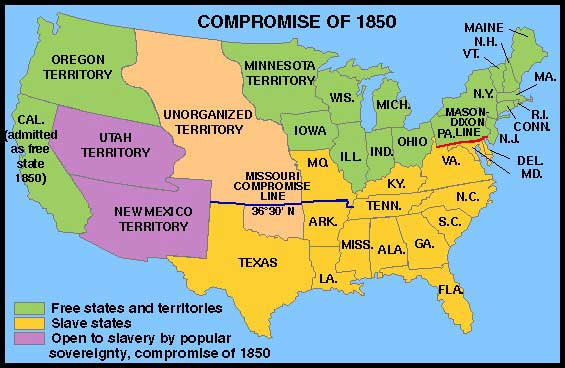 COMPROMISE OF 1850
MAINE
N.H.
VT.
OREGON
TERRITORY
MINNESOTA
TERRITORY
WIS.
MICH.
N.Y.
MA.
R.I.
CONN.
N.J.
MASON-
DIXON
LINE
PA.
UNORGANIZED
TERRITORY
CAL.
(admitted
as free
state
1850)
UTAH
TERRITORY
IOWA
ILL.
IND.
OHIO
DEL.
MD.
MO.
VA.
KY.
MISSOURI
COMPROMISE
LINE
36°90' N
NEW MEXICO
TERRITORY
TENN.
N.C.
ARK.
S.C.
MISS.
ALA.
GA.
TEXAS
LA.
FLA.
Free states and territories
Slave states
Open to slavery by popular
sovereignty, compromise of 1850